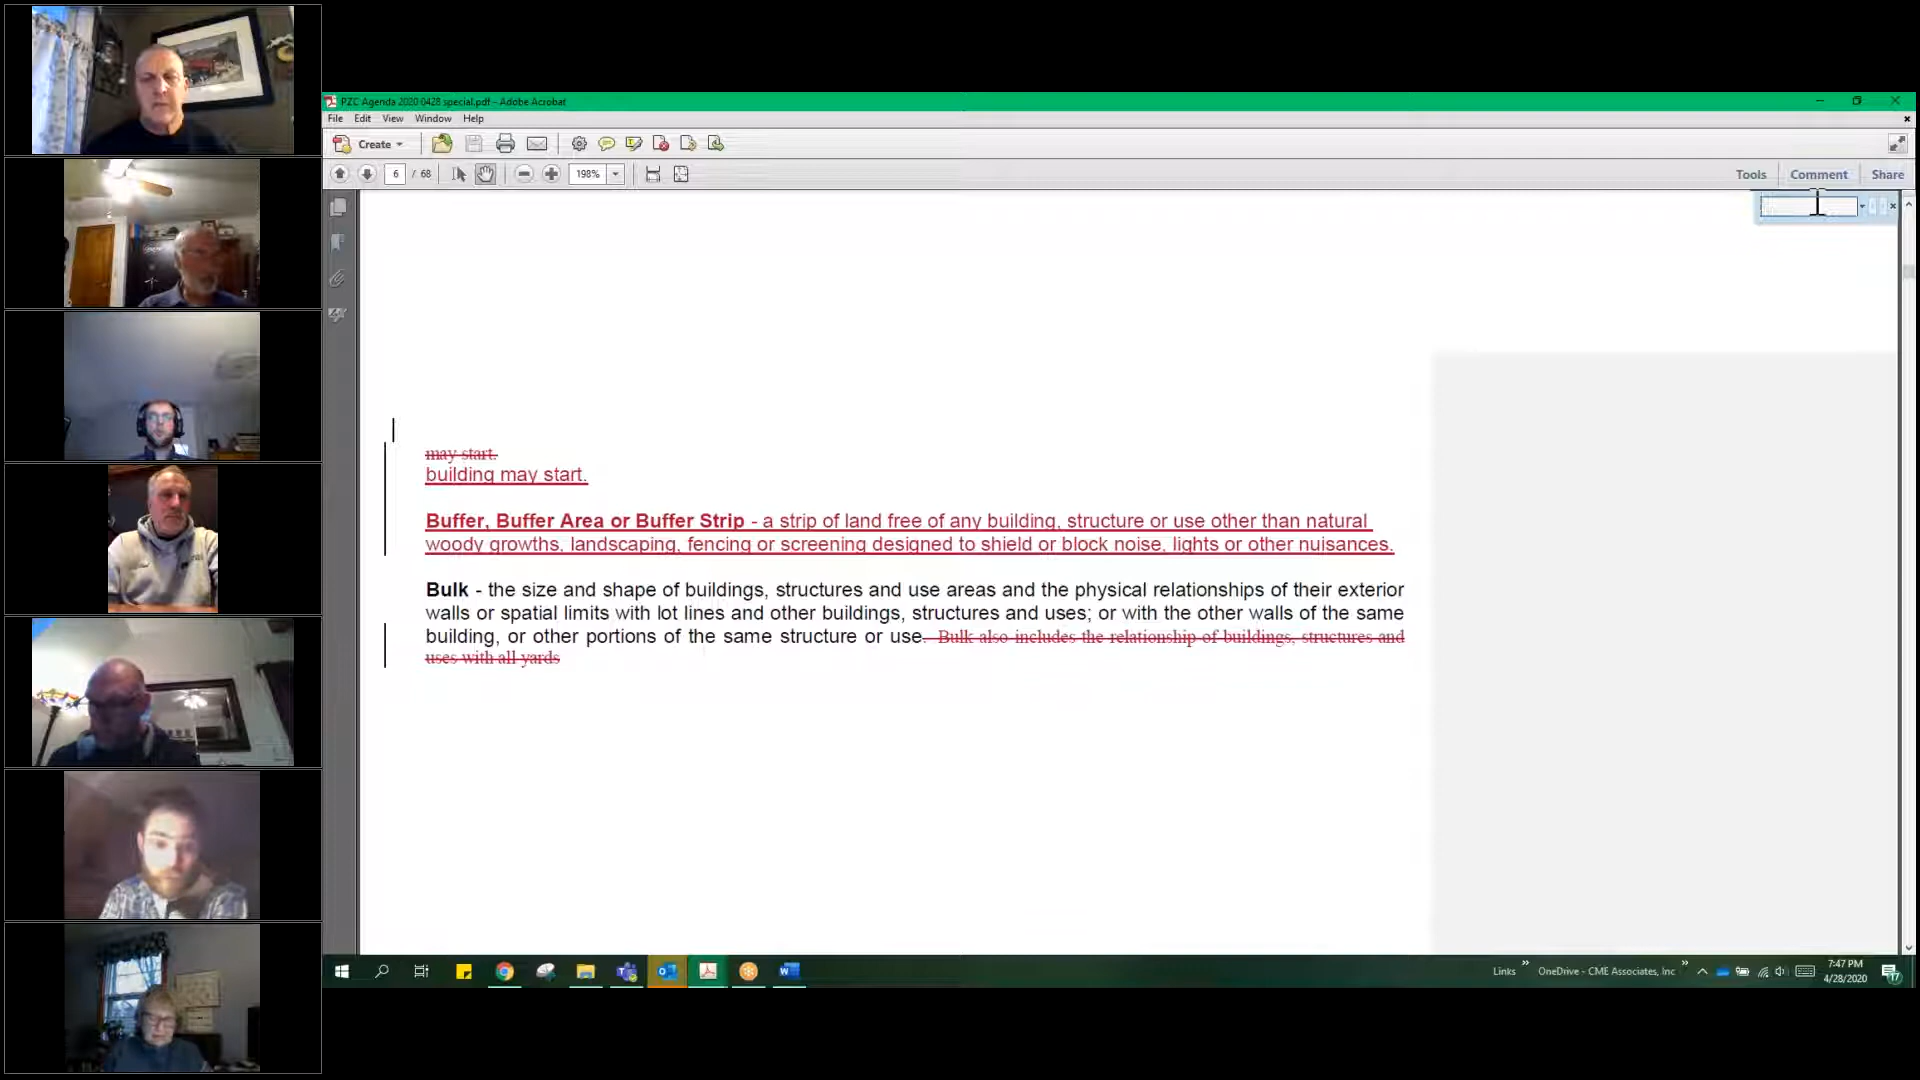 PZC Agenda 2020 0428 special.pdf - Adobe Acrobat
File Edit View Window Help
Create
6 / 68 198% Tools Comment Share
may start.
building may start.
Buffer, Buffer Area or Buffer Strip - a strip of land free of any building, structure or use other than natural
woody growths, landscaping, fencing or screening designed to shield or block noise, lights or other nuisances.
Bulk - the size and shape of buildings, structures and use areas and the physical relationships of their exterior
walls or spatial limits with lot lines and other buildings, structures and uses; or with the other walls of the same
building, or other portions of the same structure or use. Bulk also includes the relationship of buildings, structures and
uses with all yards
Links » OneDrive - CME Associates, Inc »
7:47 PM
4/28/2020
17